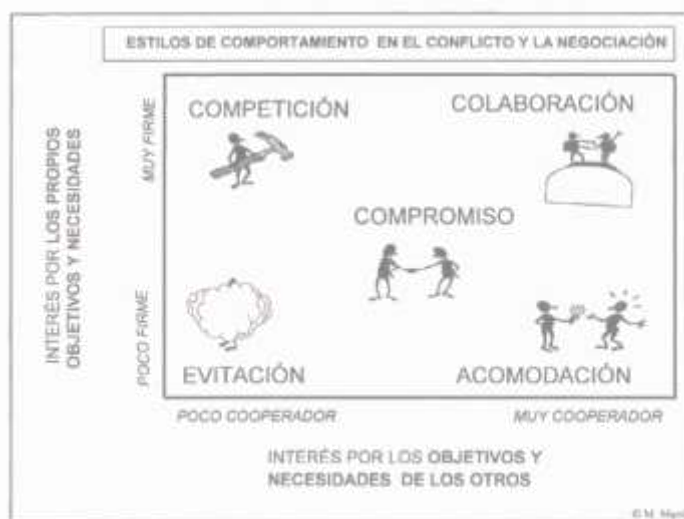 ESTILOS DE COMPORTAMIENTO EN EL CONFLICTO Y LA NEGOCIACIÓN
INTERÉS POR LOS PROPIOS
OBJETIVOS Y NECESIDADES
MUY FIRME
POCO FIRME
COMPETICIÓN
COLABORACIÓN
COMPROMISO
EVITACIÓN
ACOMODACIÓN
POCO COOPERADOR
MUY COOPERADOR
INTERÉS POR LOS OBJETIVOS Y
NECESIDADES DE LOS OTROS
© M.